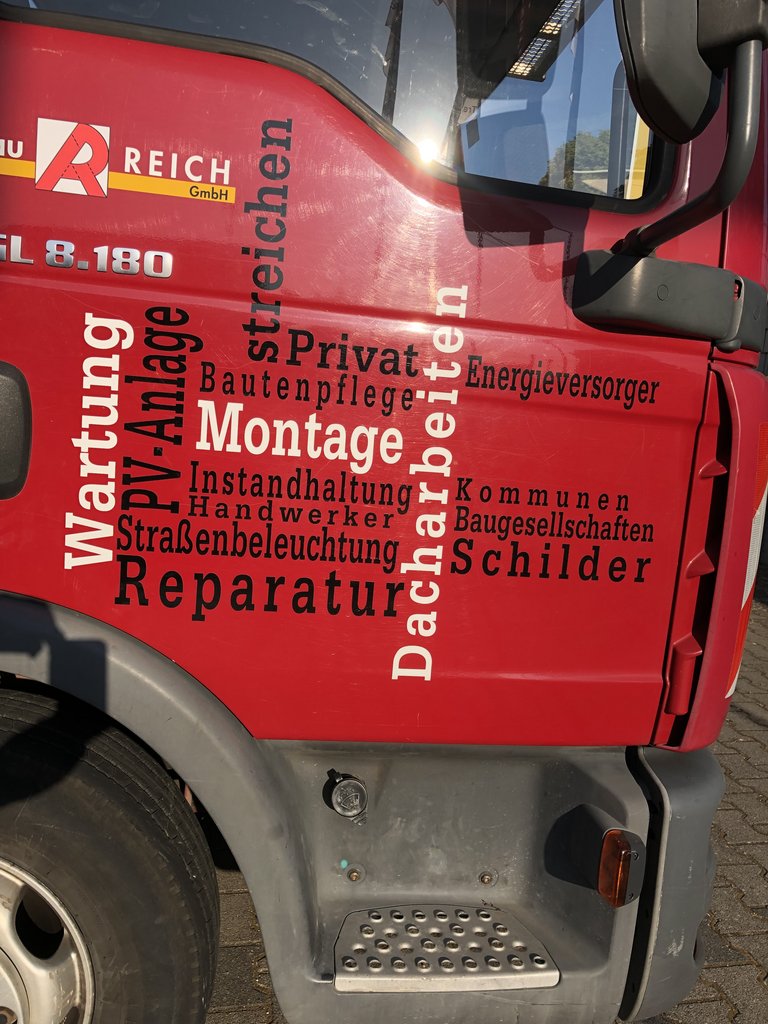 REICH
GmbH
GL 8.180
streichen
Wartung
PV-Anlage
Privat
Bautenpflege
Montage
Instandhaltung
Handwerker
Straßenbeleuchtung
Reparatur
Dacharbeiten
Energieversorger
Kommunen
Baugesellschaften
Schilder